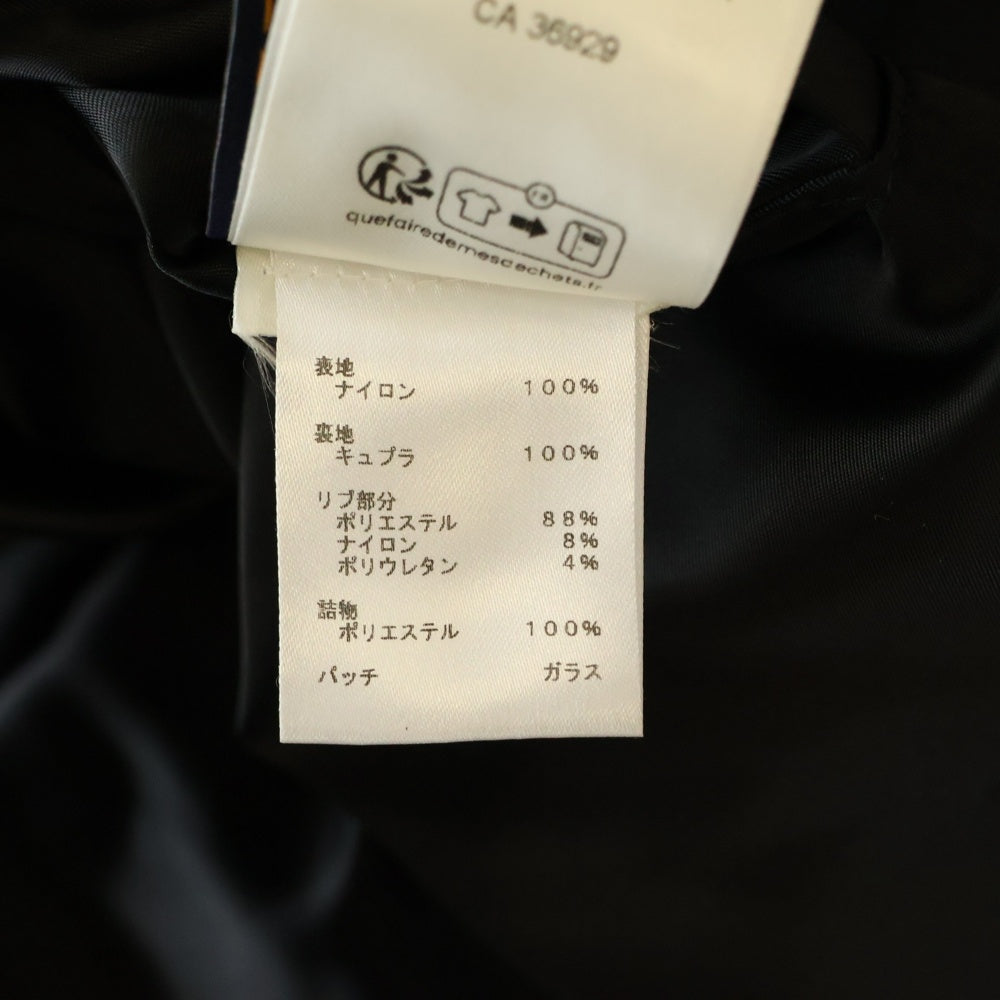 CA 36929
FR
quefairedemesdechets.fr
表地
ナイロン 100%
裏地
キュプラ 100%
リブ部分
ポリエステル 88%
ナイロン 8%
ポリウレタン 4%
詰物
ポリエステル 100%
パッチ ガラス